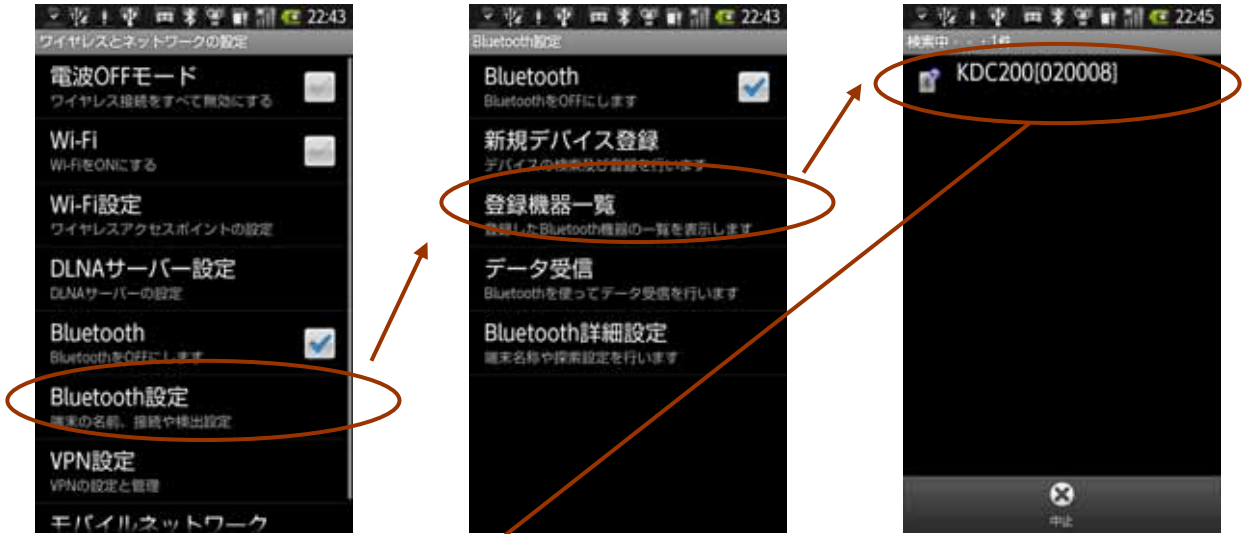 22:43
ワイヤレスとネットワークの設定
電波OFFモード
ワイヤレス接続をすべて無効にする
Wi-Fi
Wi-FiをONにする
Wi-Fi設定
ワイヤレスアクセスポイントの設定
DLNAサーバー設定
DLNAサーバーの設定
Bluetooth
BluetoothをOFFにします
Bluetooth設定
端末の名前、接続や検出設定
VPN設定
VPNの設定と管理
モバイルネットワーク
22:43
Bluetooth設定
Bluetooth
BluetoothをOFFにします
新規デバイス登録
デバイスの検索及び登録を行います
登録機器一覧
登録したBluetooth機器の一覧を表示します
データ受信
Bluetoothを使ってデータ受信を行います
Bluetooth詳細設定
端末名称や探索設定を行います
22:45
検索中・・・1件
KDC200[020008]
中止